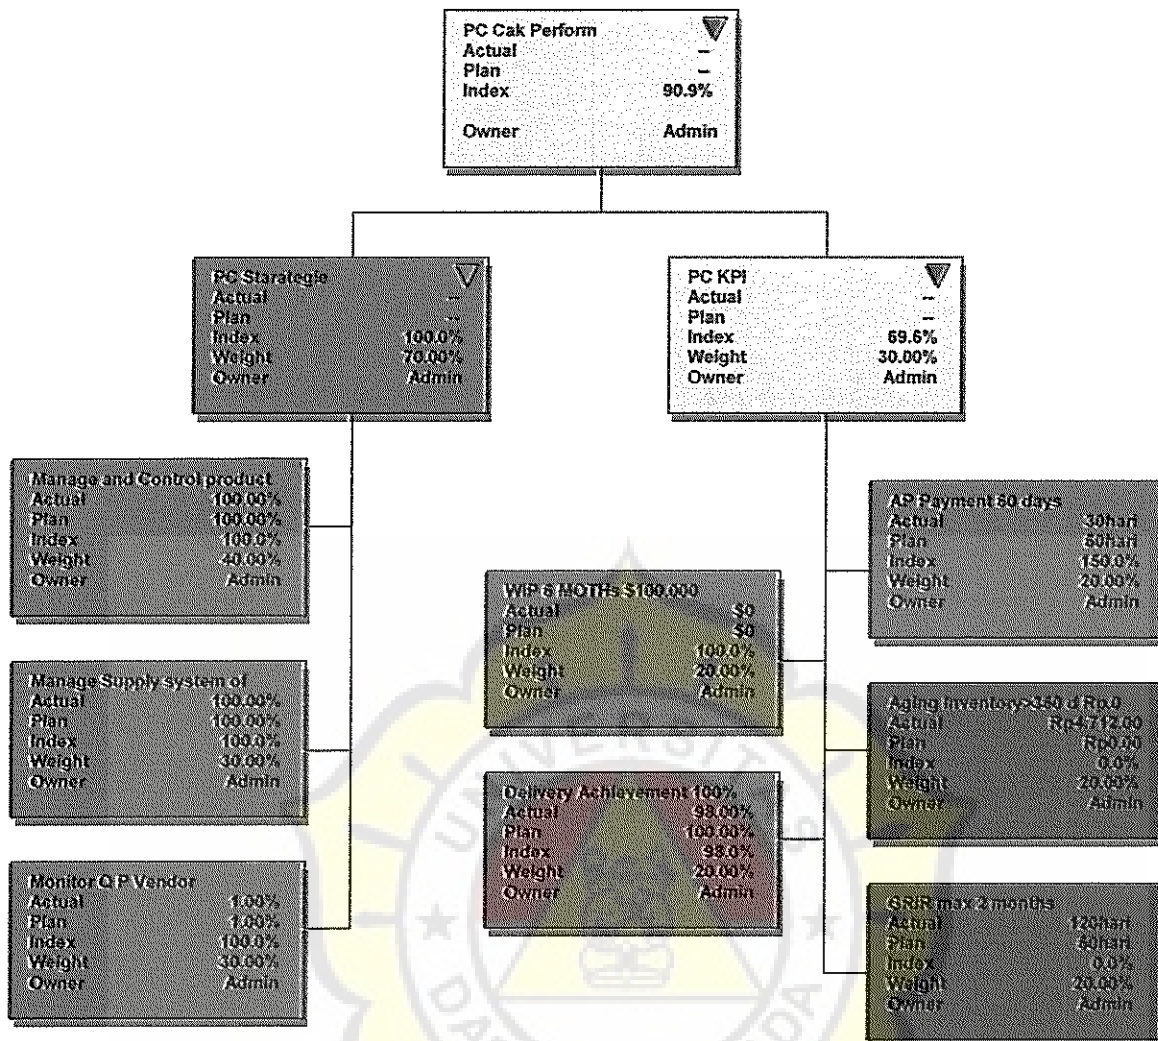 PC Cak Perform
Actual --
Plan --
Index 90.9%
Owner Admin
PC Starategie
Actual --
Plan --
Index 100.0%
Weight 70.00%
Owner Admin
PC KPI
Actual --
Plan --
Index 69.6%
Weight 30.00%
Owner Admin
Manage and Control product
Actual 100.00%
Plan 100.00%
Index 100.0%
Weight 40.00%
Owner Admin
Manage Supply system of
Actual 100.00%
Plan 100.00%
Index 100.0%
Weight 30.00%
Owner Admin
Monitor Q P Vendor
Actual 1.00%
Plan 1.00%
Index 100.0%
Weight 30.00%
Owner Admin
WIP 6 MOTHs $100.000
Actual $0
Plan $0
Index 100.0%
Weight 20.00%
Owner Admin
Delivery Achievement 100%
Actual 98.00%
Plan 100.00%
Index 98.0%
Weight 20.00%
Owner Admin
AP Payment 60 days
Actual 30hari
Plan 60hari
Index 150.0%
Weight 20.00%
Owner Admin
Aging Inventory d Rp.0
Actual Rp4.712.00
Plan Rp0.00
Index 0.0%
Weight 20.00%
Owner Admin
GRIR max 2 months
Actual 120hari
Plan 60hari
Index 0.0%
Weight 20.00%
Owner Admin
UNIVERSITAS